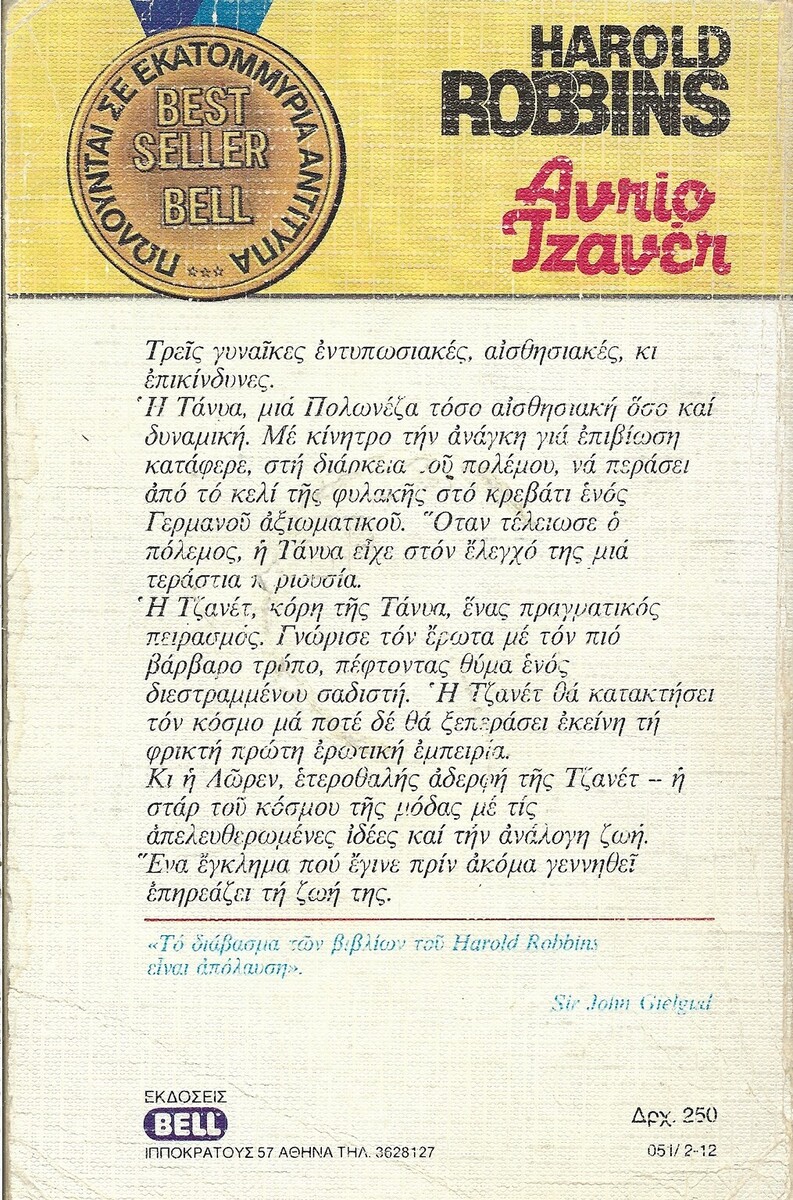 ΠΩΛΟΥΝΤΑΙ ΣΕ ΕΚΑΤΟΜΜΥΡΙΑ ΑΝΤΙΤΥΠΑ
BEST
SELLER
BELL
HAROLD
ROBBINS
Αντίο
Τζανέτ
Τρεῖς γυναῖκες ἐντυπωσιακές, αἰσθησιακές, κι
ἐπικίνδυνες.
Ἡ Τάνυα, μιά Πολωνέζα τόσο αἰσθησιακή ὅσο καί
δυναμική. Μέ κίνητρο τήν ἀνάγκη γιά ἐπιβίωση
κατάφερε, στή διάρκεια τοῦ πολέμου, νά περάσει
ἀπό τό κελί τῆς φυλακῆς στό κρεβάτι ἑνός
Γερμανοῦ ἀξιωματικοῦ. Ὅταν τέλειωσε ὁ
πόλεμος, ἡ Τάνυα εἶχε στόν ἔλεγχό της μιά
τεράστια περιουσία.
Ἡ Τζανέτ, κόρη τῆς Τάνυα, ἕνας πραγματικός
πειρασμός. Γνώρισε τόν ἔρωτα μέ τόν πιό
βάρβαρο τρόπο, πέφτοντας θύμα ἑνός
διεστραμμένου σαδιστή. Ἡ Τζανέτ θά κατακτήσει
τόν κόσμο μά ποτέ δέ θά ξεπεράσει ἐκείνη τή
φρικτή πρώτη ἐρωτική ἐμπειρία.
Κι ἡ Λῶρεν, ἑτεροθαλής ἀδερφή τῆς Τζανέτ – ἡ
στάρ τοῦ κόσμου τῆς μόδας μέ τίς
ἀπελευθερωμένες ἰδέες καί τήν ἀνάλογη ζωή.
Ἕνα ἔγκλημα πού ἔγινε πρίν ἀκόμα γεννηθεῖ
ἐπηρεάζει τή ζωή της.
«Τό διάβασμα τῶν βιβλίων τοῦ Harold Robbins
εἶναι ἀπόλαυση».
Sir John Gielgud
ΕΚΔΟΣΕΙΣ
BELL
ΙΠΠΟΚΡΑΤΟΥΣ 57 ΑΘΗΝΑ ΤΗΛ. 3628127
Δρχ. 250
051/ 2-12